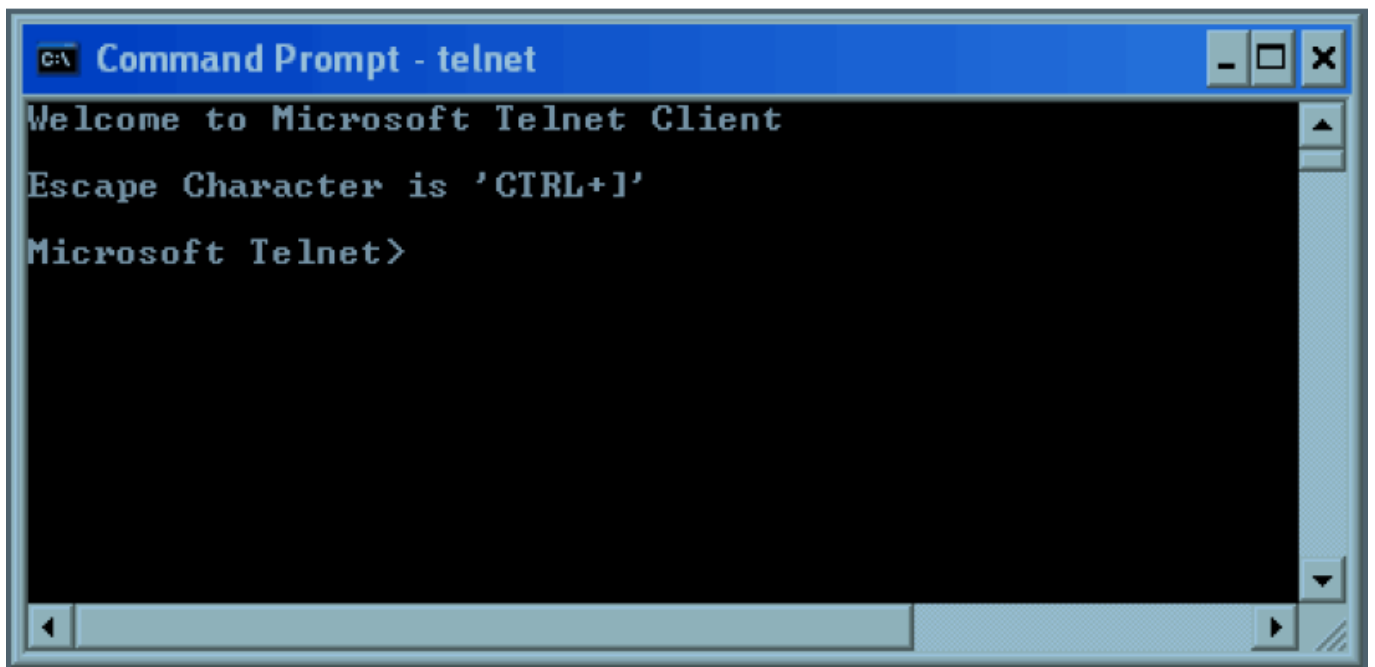 C:\ Command Prompt - telnet
Welcome to Microsoft Telnet Client
Escape Character is 'CTRL+]'
Microsoft Telnet>